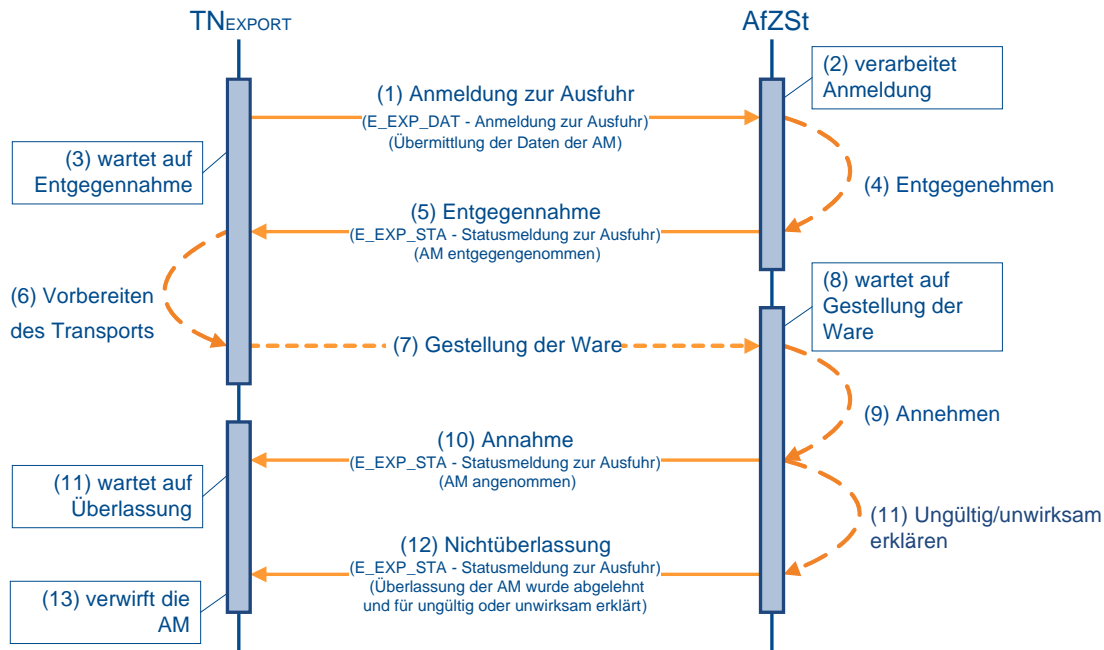 TNEXPORT
AfZSt
(2) verarbeitet
Anmeldung
(1) Anmeldung zur Ausfuhr
(E_EXP_DAT - Anmeldung zur Ausfuhr)
(Übermittlung der Daten der AM)
(3) wartet auf
Entgegennahme
(4) Entgegenehmen
(5) Entgegennahme
(E_EXP_STA - Statusmeldung zur Ausfuhr)
(AM entgegengenommen)
(6) Vorbereiten
des Transports
(8) wartet auf
Gestellung der
Ware
(7) Gestellung der Ware
(9) Annehmen
(10) Annahme
(E_EXP_STA - Statusmeldung zur Ausfuhr)
(AM angenommen)
(11) wartet auf
Überlassung
(11) Ungültig/unwirksam
erklären
(12) Nichtüberlassung
(E_EXP_STA - Statusmeldung zur Ausfuhr)
(Überlassung der AM wurde abgelehnt
und für ungültig oder unwirksam erklärt)
(13) verwirft die
AM